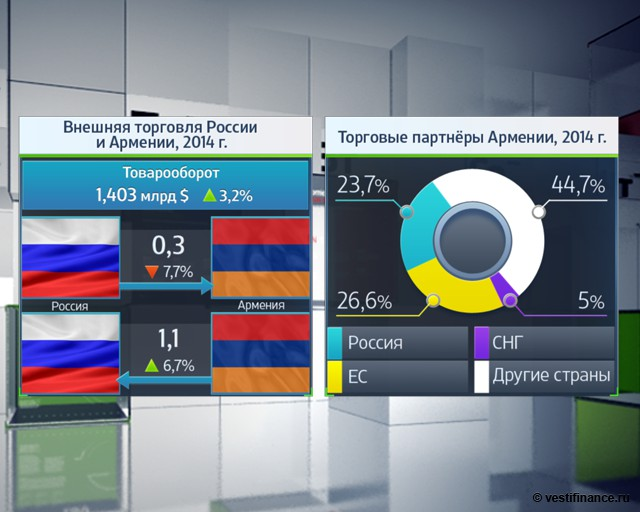 Внешняя торговля России
и Армении, 2014 г.
Товарооборот
1,403 млрд $ 3,2%
0,3
7,7%
Россия
Армения
1,1
6,7%
Торговые партнёры Армении, 2014 г.
23,7%
44,7%
26,6%
5%
Россия
СНГ
ЕС
Другие страны
© vestifinance.ru